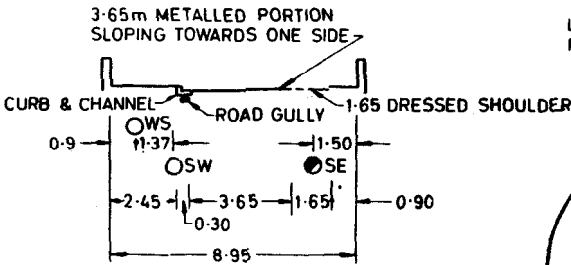 3·65m METALLED PORTION
SLOPING TOWARDS ONE SIDE
CURB & CHANNEL
ROAD GULLY
1·65 DRESSED SHOULDER
WS
0·9
1·37
1·50
SW
SE
2·45
3·65
1·65
0·90
0·30
8·95